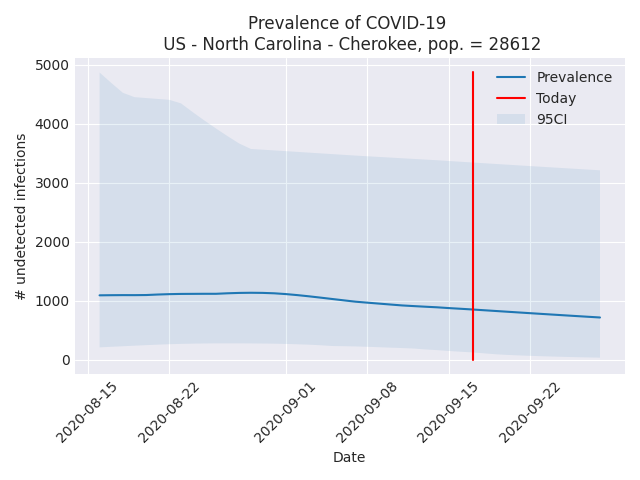 Prevalence of COVID-19
US - North Carolina - Cherokee, pop. = 28612
Prevalence
Today
95CI
5000
4000
3000
2000
1000
0
# undetected infections
2020-08-15
2020-08-22
2020-09-01
2020-09-08
2020-09-15
2020-09-22
Date